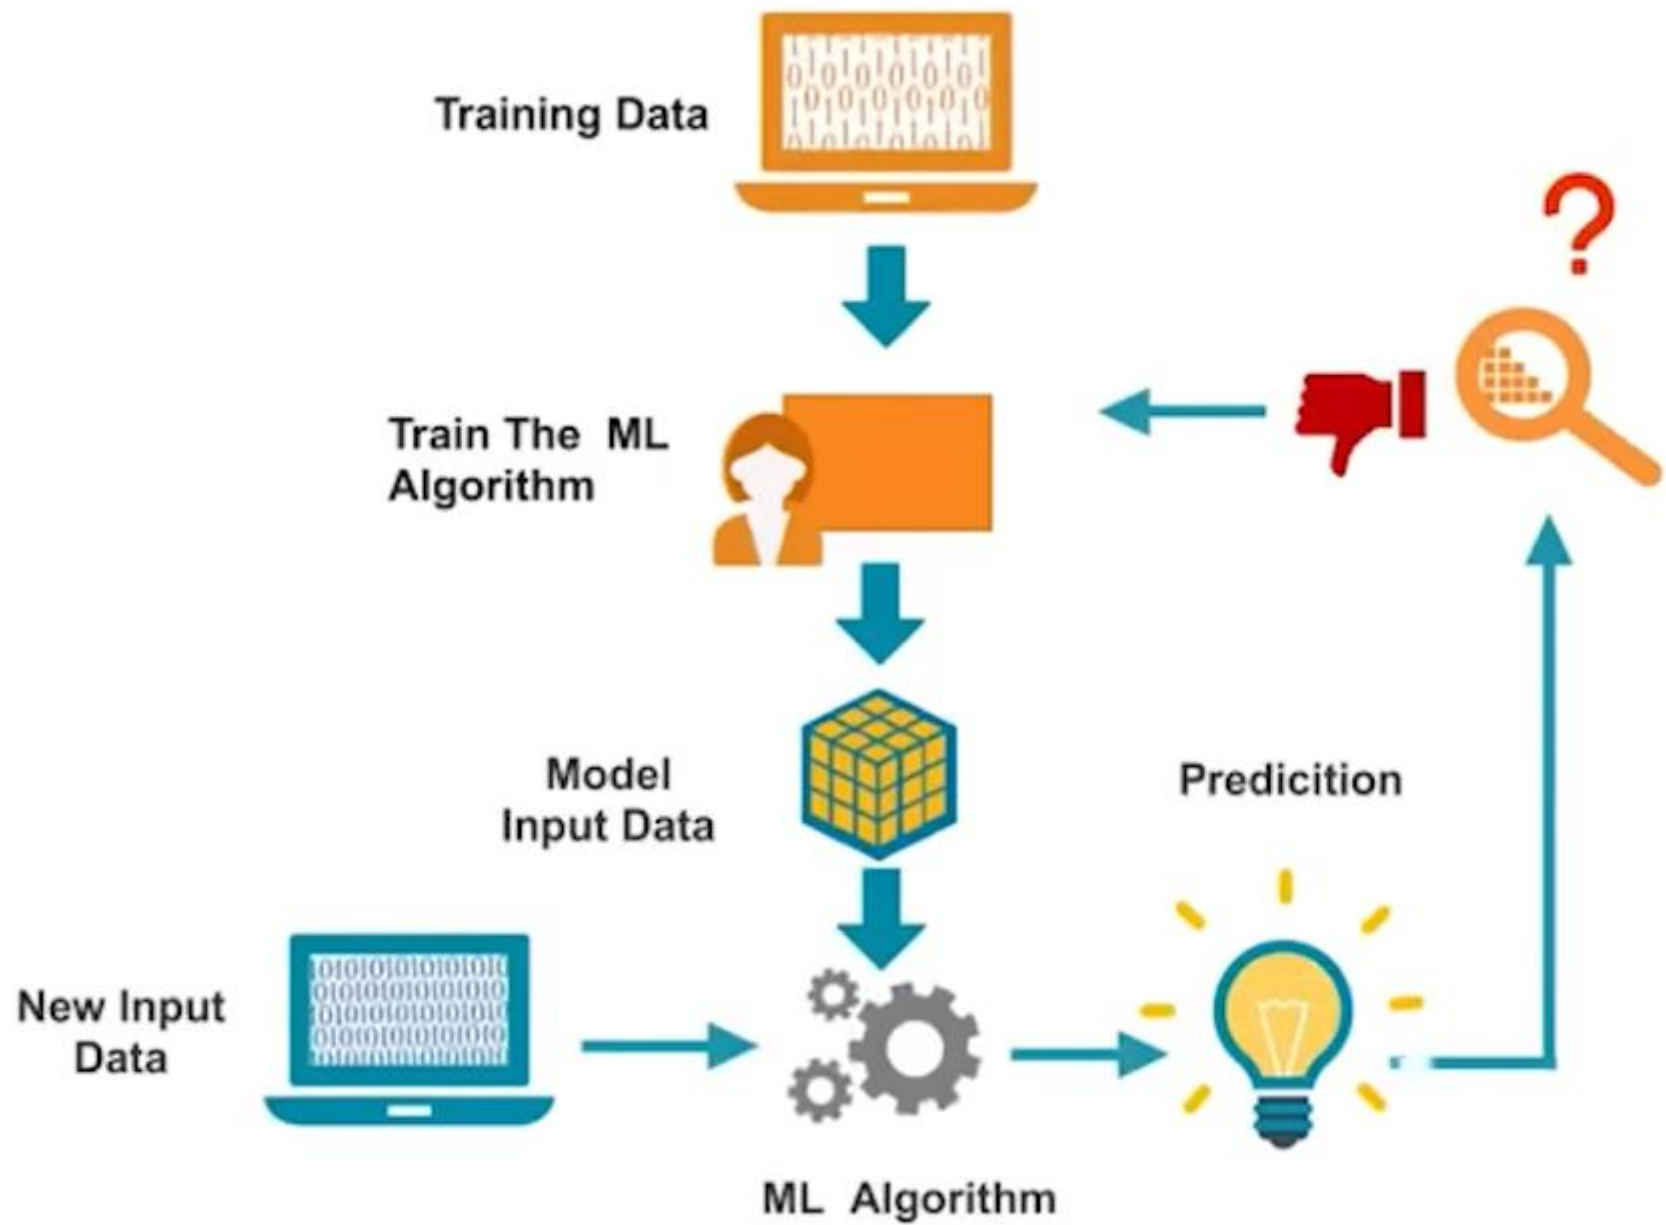 Training Data
?
Train The ML
Algorithm
Model
Input Data
Predicition
New Input
Data
ML Algorithm